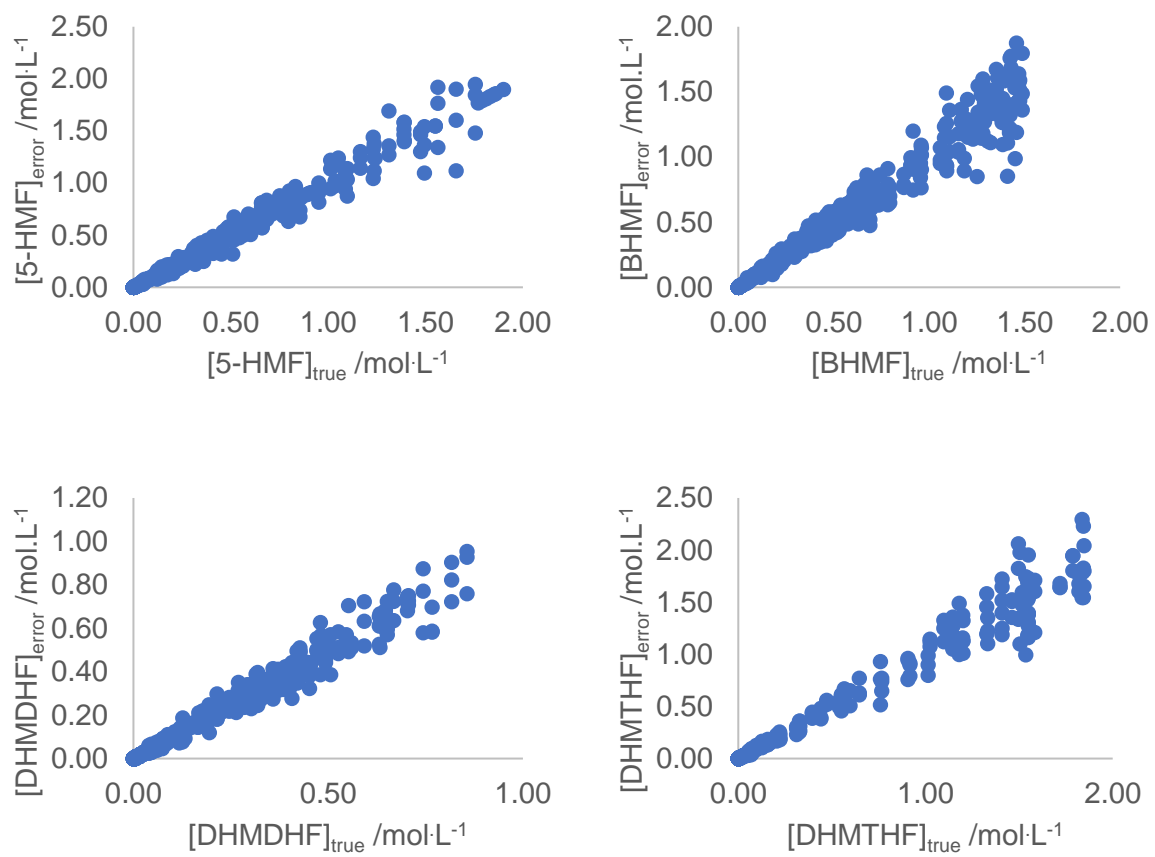 2.50
2.00
1.50
1.00
0.50
0.00
0.00 0.50 1.00 1.50 2.00
[5-HMF]error /mol·L-1
[5-HMF]true /mol·L-1
2.00
1.50
1.00
0.50
0.00
0.00 0.50 1.00 1.50 2.00
[BHMF]error /mol.L-1
[BHMF]true /mol·L-1
1.20
1.00
0.80
0.60
0.40
0.20
0.00
0.00 0.50 1.00
[DHMDHF]error /mol.L-1
[DHMDHF]true /mol·L-1
2.50
2.00
1.50
1.00
0.50
0.00
0.00 1.00 2.00
[DHMTHF]error /mol.L-1
[DHMTHF]true /mol·L-1